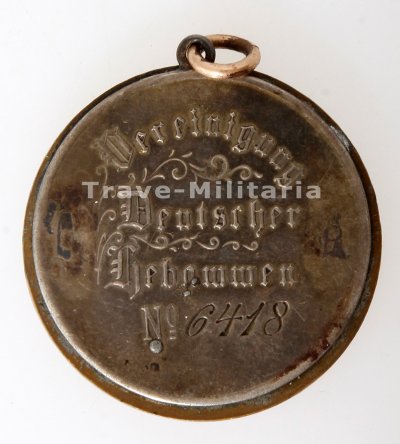 Vereinigung
Trave-Militaria
Deutscher
Hebammen
No 6418